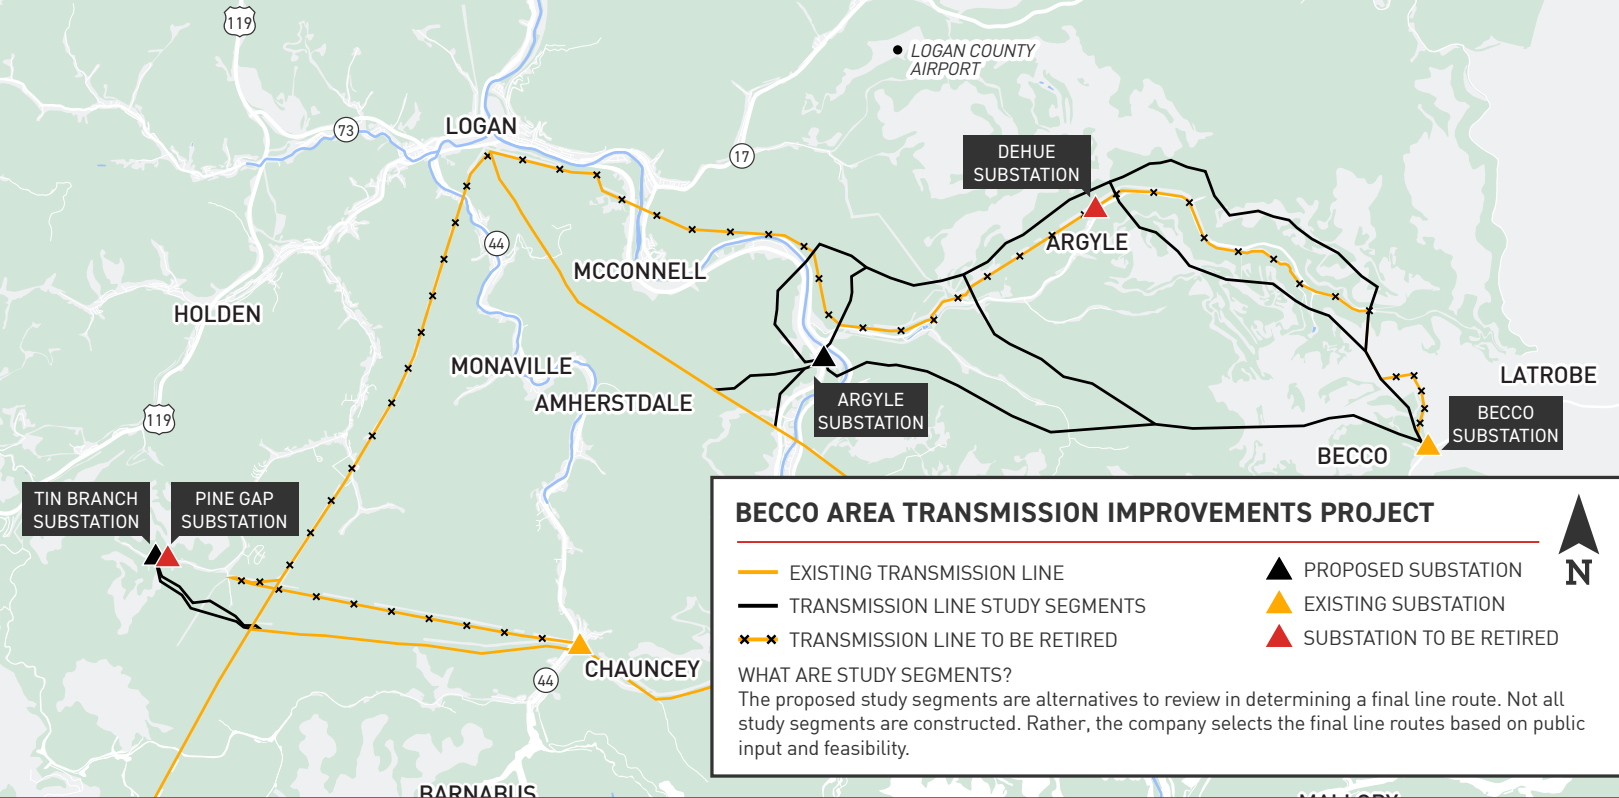 119
LOGAN COUNTY
AIRPORT
LOGAN
73
17
DEHUE
SUBSTATION
44
ARGYLE
MCCONNELL
HOLDEN
MONAVILLE
LATROBE
AMHERSTDALE
ARGYLE
SUBSTATION
119
BECCO
SUBSTATION
BECCO
TIN BRANCH
SUBSTATION
PINE GAP
SUBSTATION
CHAUNCEY
44
BARNABUS
MALLORY
BECCO AREA TRANSMISSION IMPROVEMENTS PROJECT
EXISTING TRANSMISSION LINE
TRANSMISSION LINE STUDY SEGMENTS
TRANSMISSION LINE TO BE RETIRED
PROPOSED SUBSTATION
EXISTING SUBSTATION
SUBSTATION TO BE RETIRED
N
WHAT ARE STUDY SEGMENTS?
The proposed study segments are alternatives to review in determining a final line route. Not all
study segments are constructed. Rather, the company selects the final line routes based on public
input and feasibility.